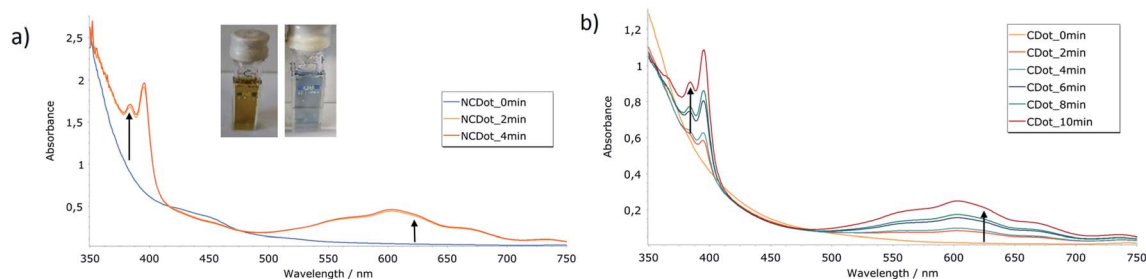 a)
2,5
2
1,5
1
0,5
350
400
450
500
550
600
650
700
750
Absorbance
Wavelength / nm
NCDot_0min
NCDot_2min
NCDot_4min
b)
1,2
1
0,8
0,6
0,4
0,2
350
400
450
500
550
600
650
700
750
Absorbance
Wavelength / nm
CDot_0min
CDot_2min
CDot_4min
CDot_6min
CDot_8min
CDot_10min